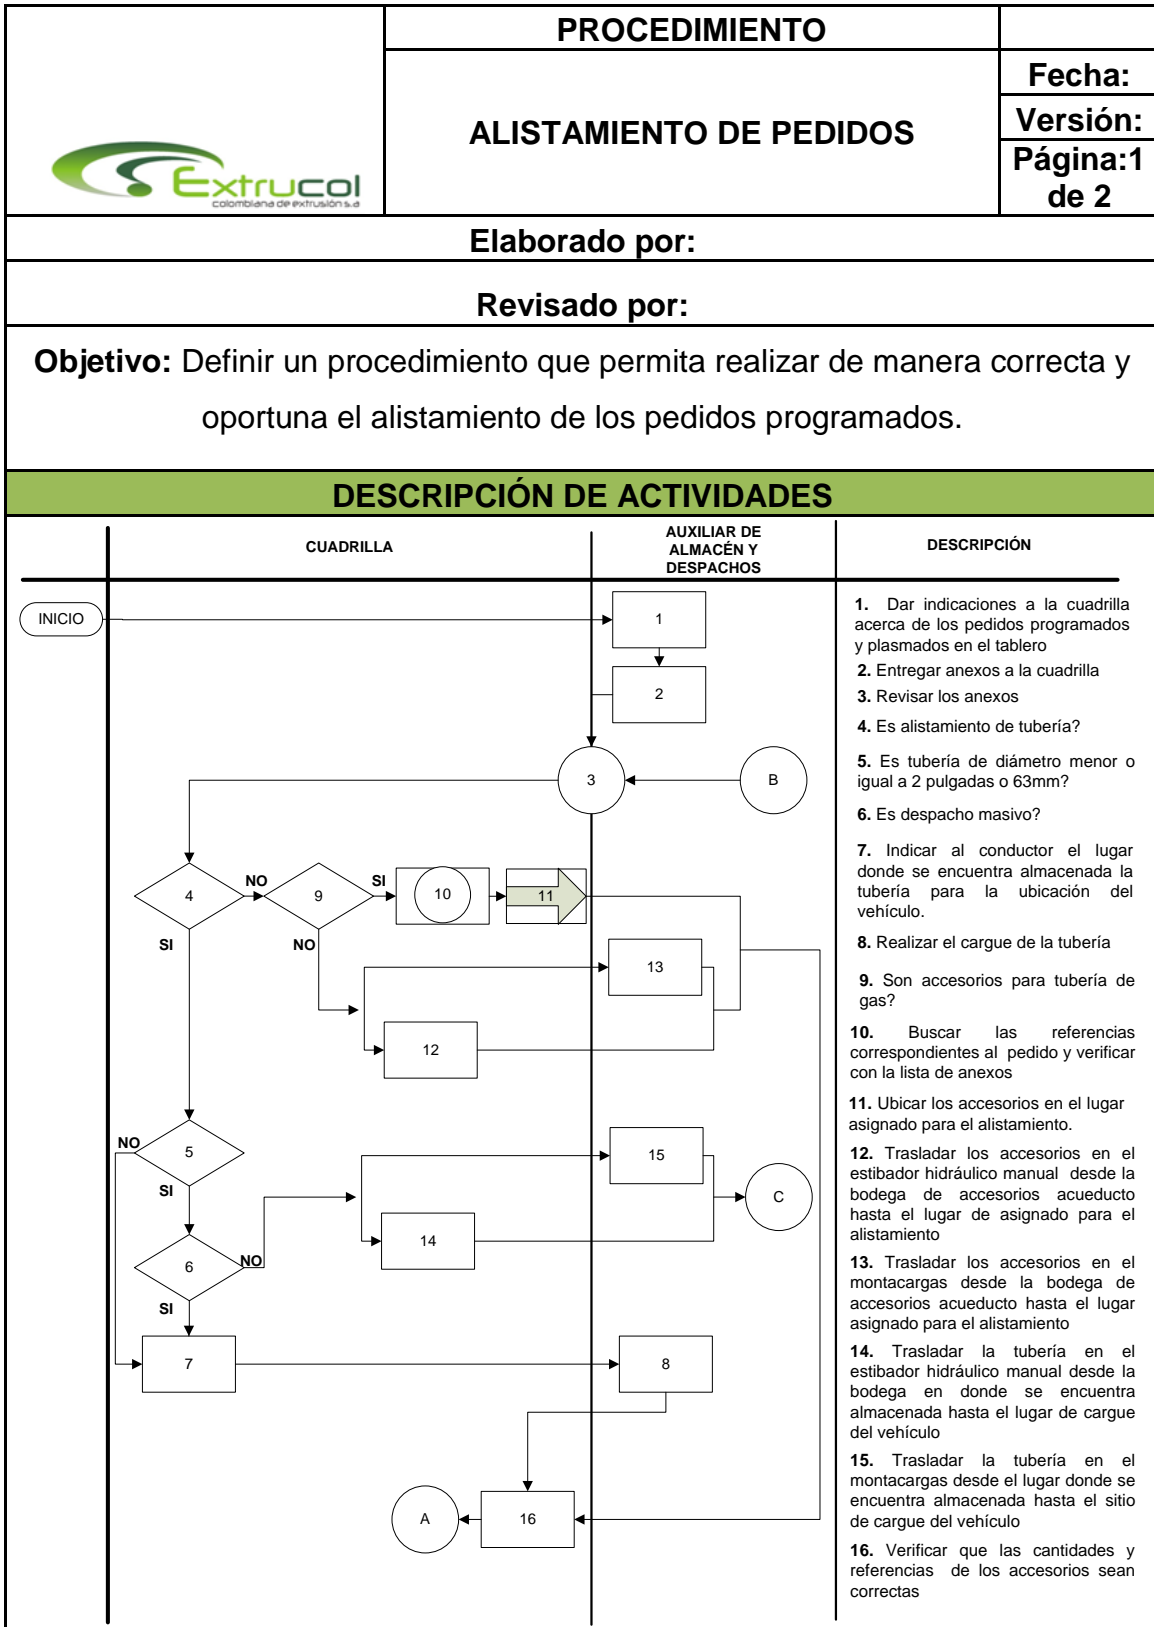 PROCEDIMIENTO
ALISTAMIENTO DE PEDIDOS
Fecha:
Versión:
Página:1
de 2
Extrucol
colombiana de extrusión s.a
Elaborado por:
Revisado por:
Objetivo: Definir un procedimiento que permita realizar de manera correcta y
oportuna el alistamiento de los pedidos programados.
DESCRIPCIÓN DE ACTIVIDADES
CUADRILLA
AUXILIAR DE
ALMACÉN Y
DESPACHOS
DESCRIPCIÓN
INICIO
1
2
3
B
4
NO
9
SI
10
11
SI
NO
13
12
NO
5
15
SI
C
14
6
NO
SI
7
8
A
16
1. Dar indicaciones a la cuadrilla
acerca de los pedidos programados
y plasmados en el tablero
2. Entregar anexos a la cuadrilla
3. Revisar los anexos
4. Es alistamiento de tubería?
5. Es tubería de diámetro menor o
igual a 2 pulgadas o 63mm?
6. Es despacho masivo?
7. Indicar al conductor el lugar
donde se encuentra almacenada la
tubería para la ubicación del
vehículo.
8. Realizar el cargue de la tubería
9. Son accesorios para tubería de
gas?
10. Buscar las referencias
correspondientes al pedido y verificar
con la lista de anexos
11. Ubicar los accesorios en el lugar
asignado para el alistamiento.
12. Trasladar los accesorios en el
estibador hidráulico manual desde la
bodega de accesorios acueducto
hasta el lugar de asignado para el
alistamiento
13. Trasladar los accesorios en el
montacargas desde la bodega de
accesorios acueducto hasta el lugar
asignado para el alistamiento
14. Trasladar la tubería en el
estibador hidráulico manual desde la
bodega en donde se encuentra
almacenada hasta el lugar de cargue
del vehículo
15. Trasladar la tubería en el
montacargas desde el lugar donde se
encuentra almacenada hasta el sitio
de cargue del vehículo
16. Verificar que las cantidades y
referencias de los accesorios sean
correctas